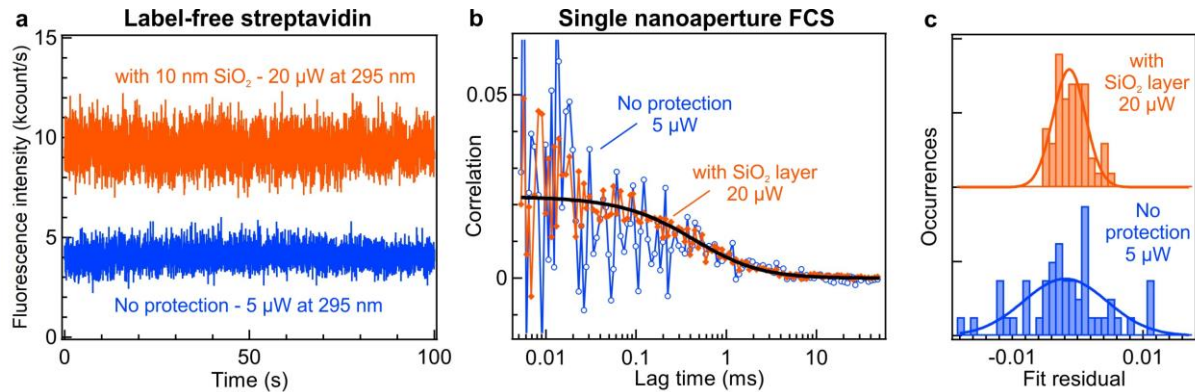 a Label-free streptavidin
15
10
5
0
Fluorescence intensity (kcount/s)
with 10 nm SiO₂ - 20 µW at 295 nm
No protection - 5 µW at 295 nm
0 50 100
Time (s)
b Single nanoaperture FCS
0.05
0
Correlation
No protection
5 µW
with SiO₂ layer
20 µW
0.01 0.1 1 10
Lag time (ms)
c
Occurrences
with
SiO₂ layer
20 µW
No
protection
5 µW
-0.01 0.01
Fit residual